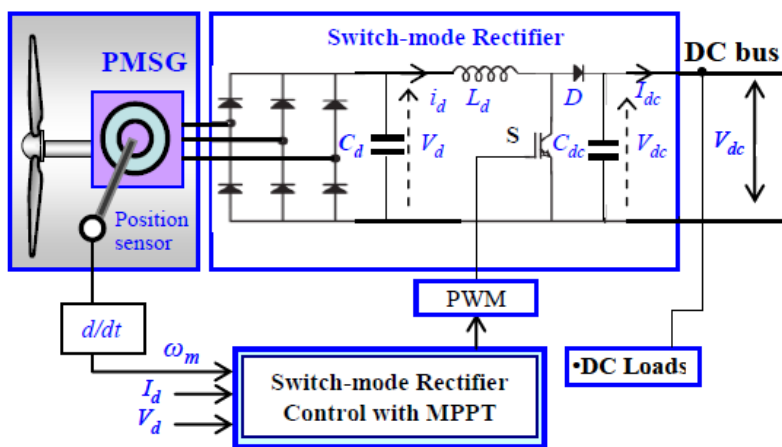 Switch-mode Rectifier
DC bus
PMSG
i_d
L_d
D
I_dc
S
C_d
V_d
C_dc
V_dc
V_dc
Position
sensor
PWM
d/dt
ω_m
•DC Loads
I_d
Switch-mode Rectifier
V_d
Control with MPPT